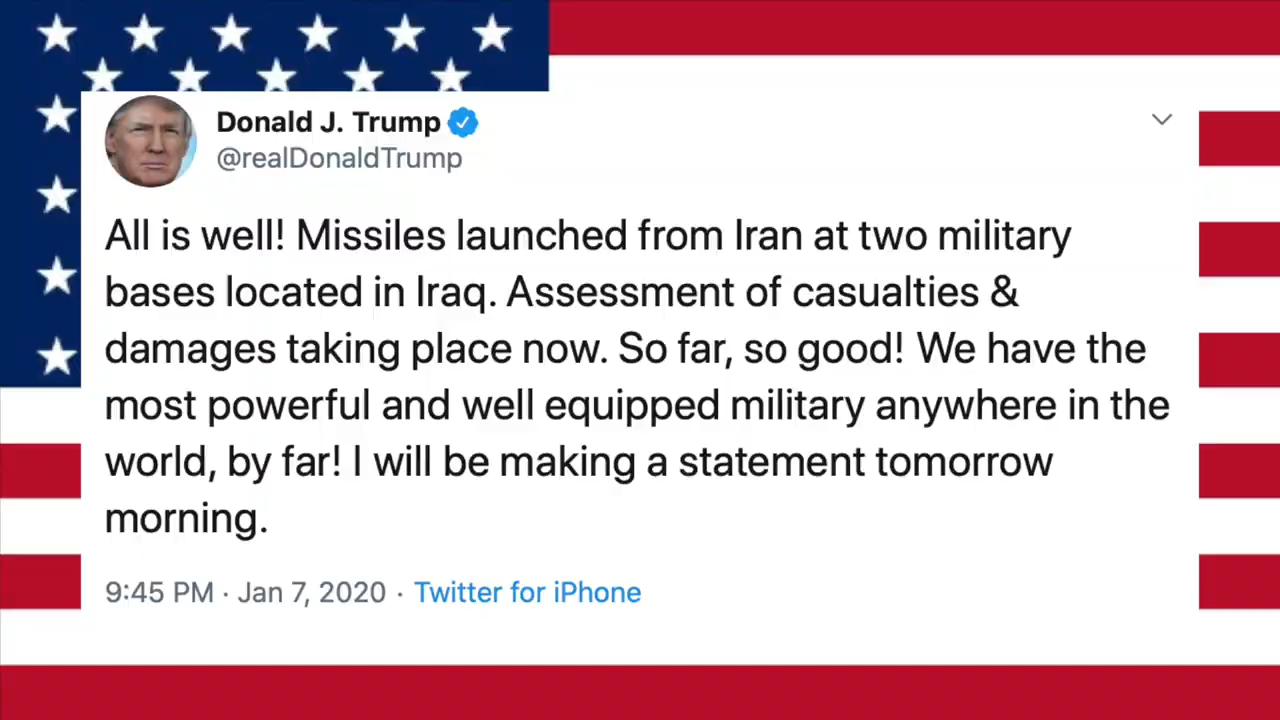 Donald J. Trump
@realDonaldTrump
All is well! Missiles launched from Iran at two military
bases located in Iraq. Assessment of casualties &
damages taking place now. So far, so good! We have the
most powerful and well equipped military anywhere in the
world, by far! I will be making a statement tomorrow
morning.
9:45 PM · Jan 7, 2020 · Twitter for iPhone